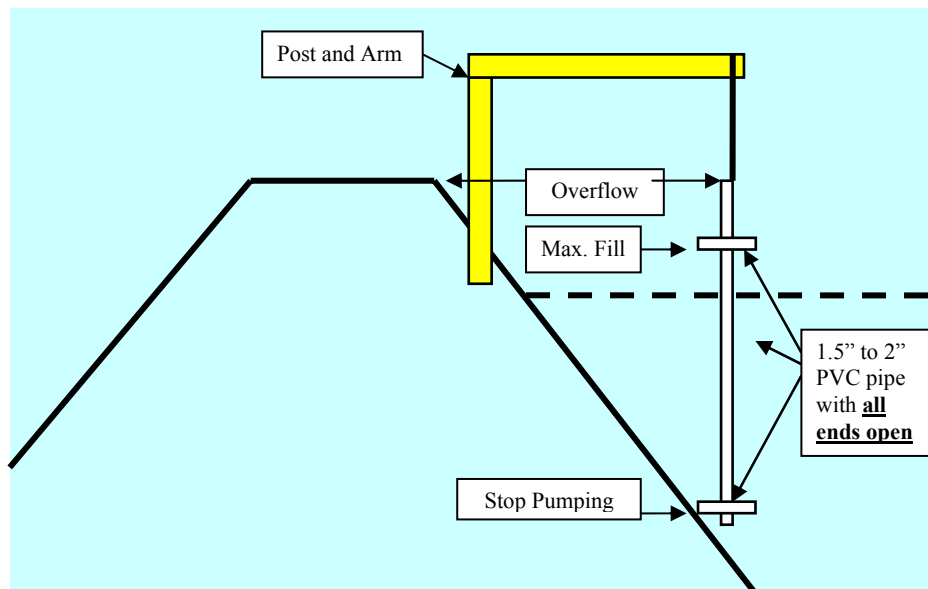 Post and Arm
Overflow
Max. Fill
1.5” to 2”
PVC pipe
with all
ends open
Stop Pumping